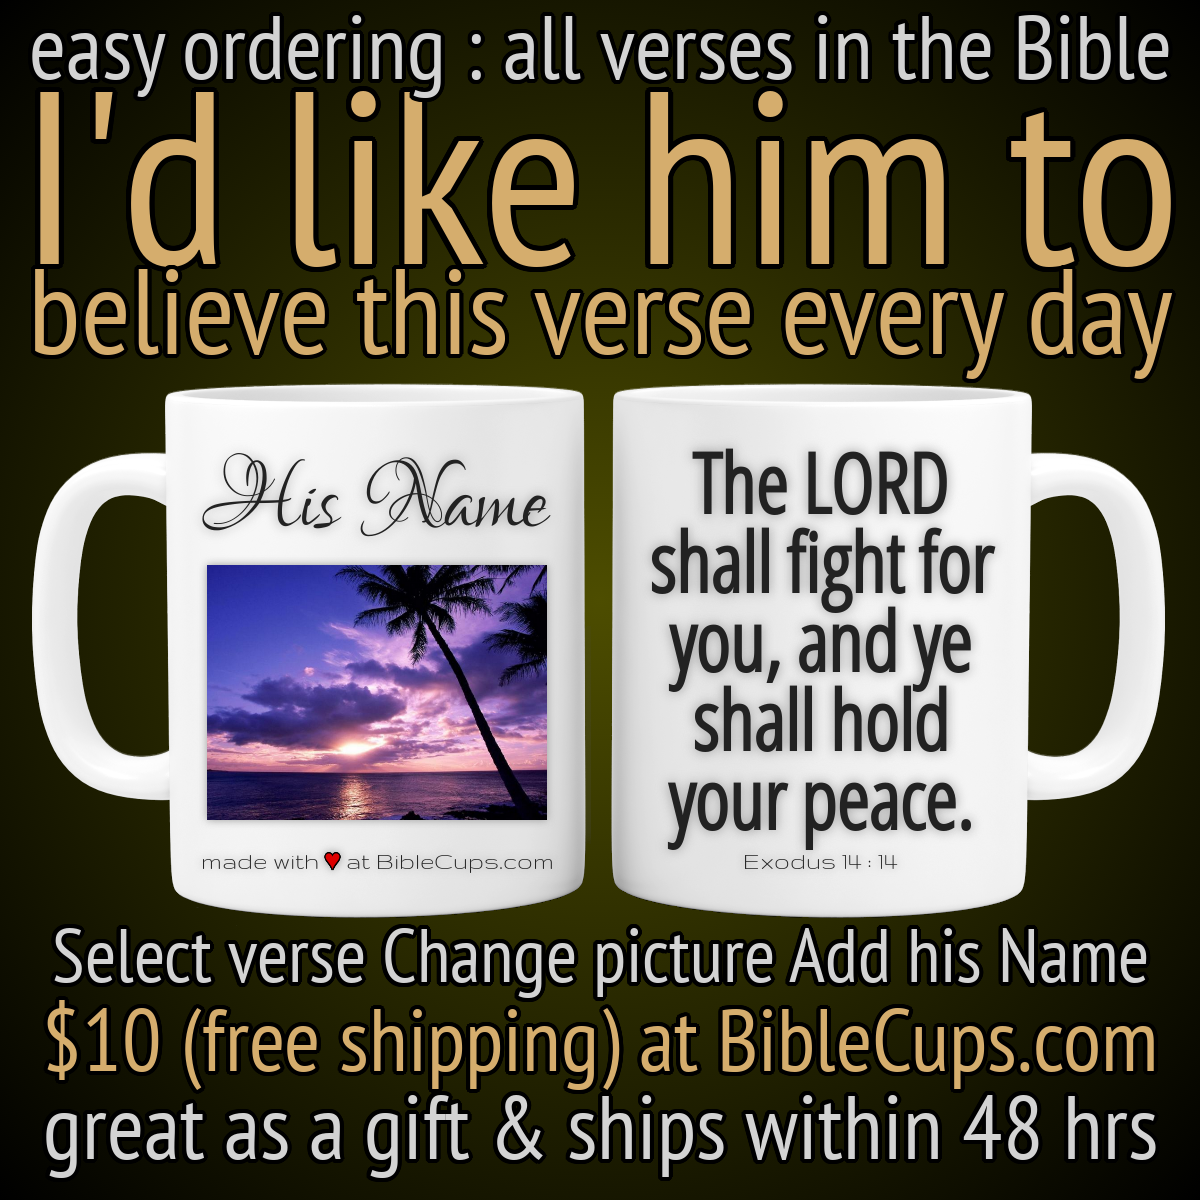 easy ordering : all verses in the Bible
I'd like him to
believe this verse every day
His Name
made with ♥ at BibleCups.com
The LORD
shall fight for
you, and ye
shall hold
your peace.
Exodus 14 : 14
Select verse Change picture Add his Name
$10 (free shipping) at BibleCups.com
great as a gift & ships within 48 hrs